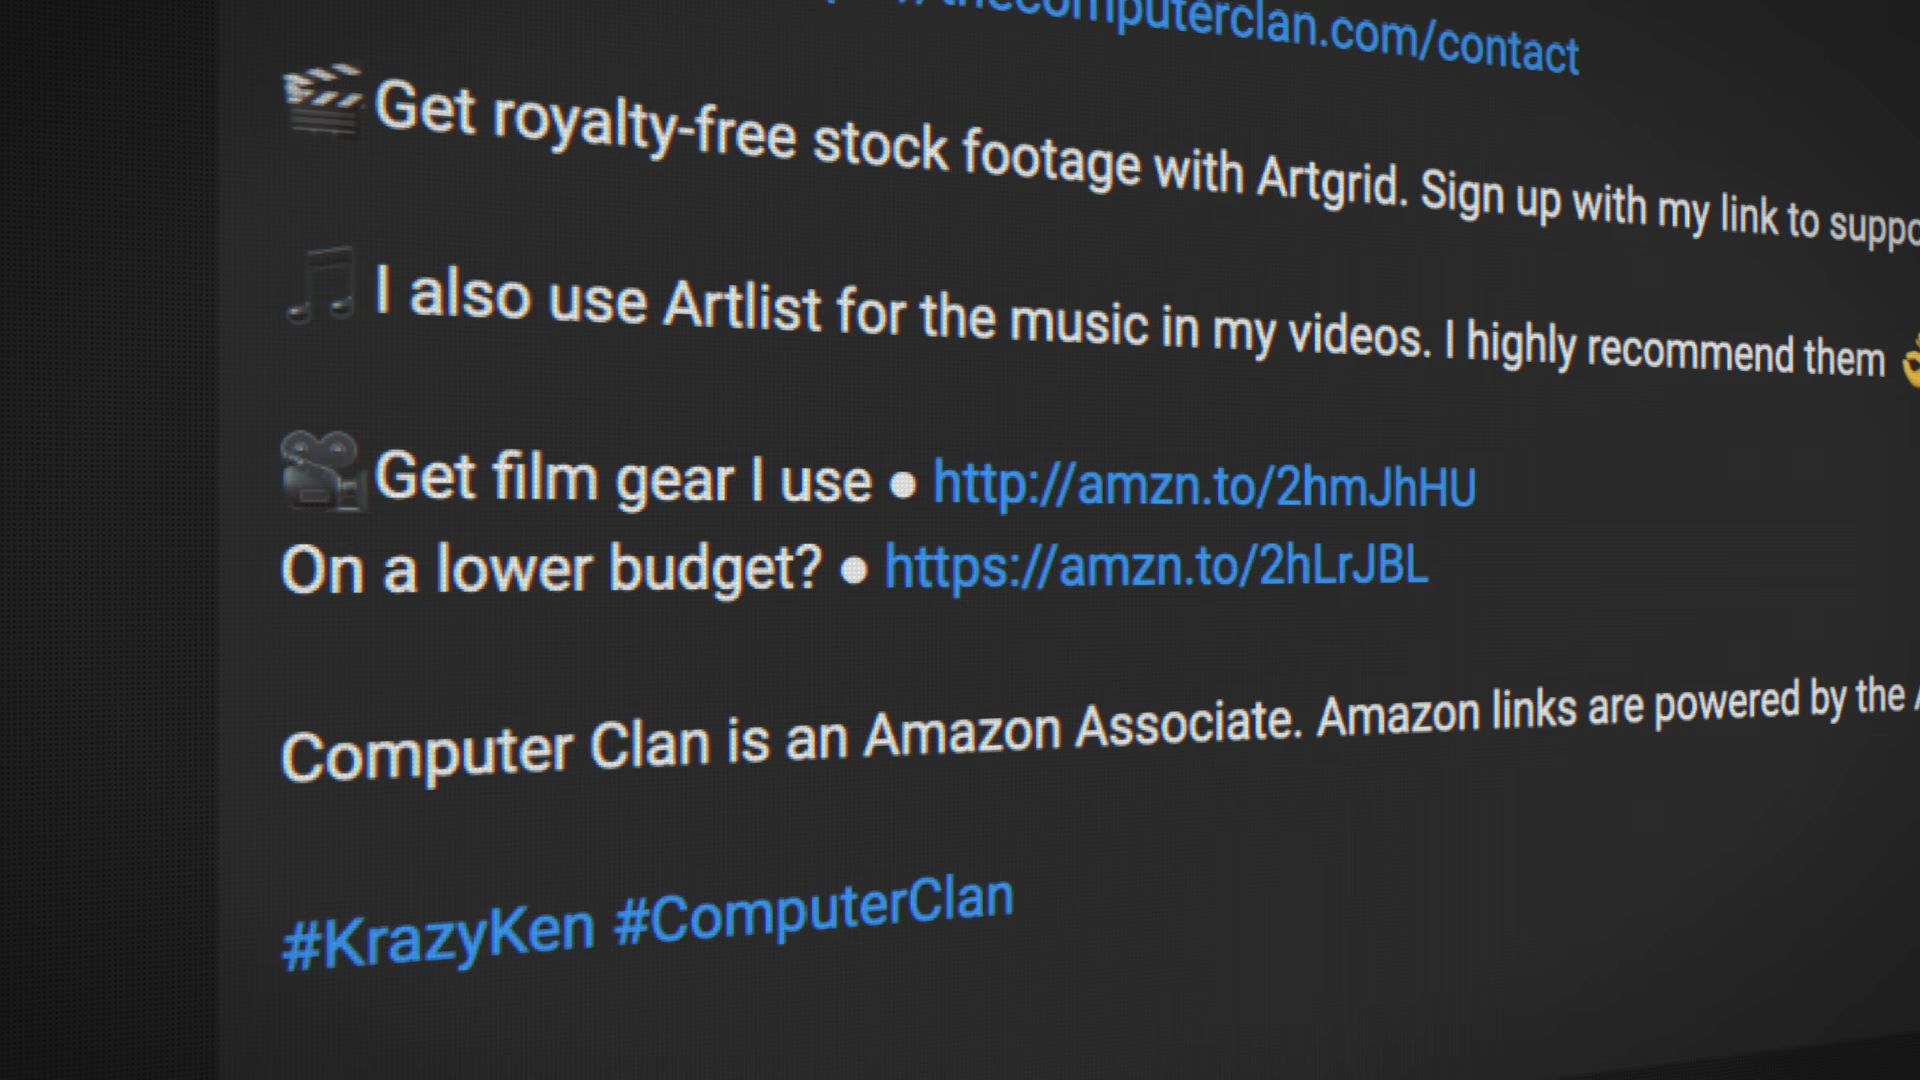 thecomputerclan.com/contact
🎬 Get royalty-free stock footage with Artgrid. Sign up with my link to
🎵 I also use Artlist for the music in my videos. I highly recommend them 👌
🎥 Get film gear I use ● http://amzn.to/2hmJhHU
On a lower budget? ● https://amzn.to/2hLrJBL
Computer Clan is an Amazon Associate. Amazon links are powered by the
#KrazyKen #ComputerClan